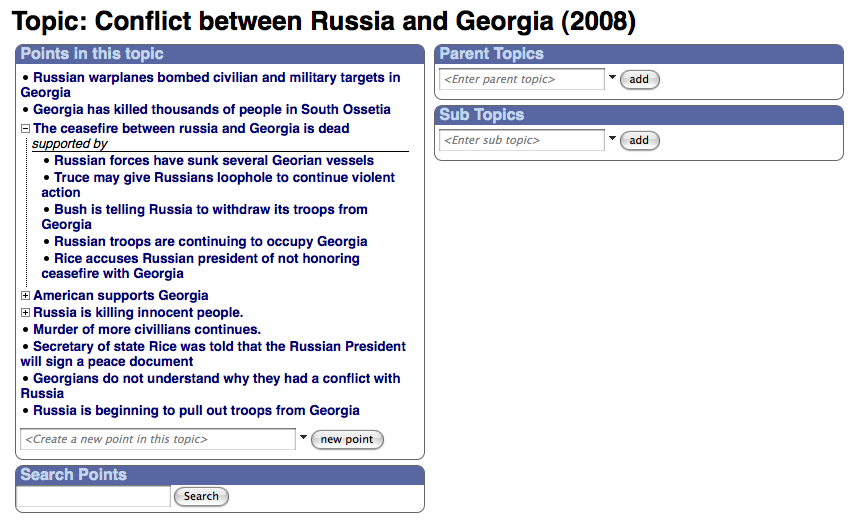 Topic: Conflict between Russia and Georgia (2008)
Points in this topic
• Russian warplanes bombed civilian and military targets in
Georgia
• Georgia has killed thousands of people in South Ossetia
The ceasefire between russia and Georgia is dead
supported by
• Russian forces have sunk several Georian vessels
• Truce may give Russians loophole to continue violent
action
• Bush is telling Russia to withdraw its troops from
Georgia
• Russian troops are continuing to occupy Georgia
• Rice accuses Russian president of not honoring
ceasefire with Georgia
American supports Georgia
Russia is killing innocent people.
• Murder of more civillians continues.
• Secretary of state Rice was told that the Russian President
will sign a peace document
• Georgians do not understand why they had a conflict with
Russia
• Russia is beginning to pull out troops from Georgia
<Create a new point in this topic> new point
Search Points
Search
Parent Topics
<Enter parent topic> add
Sub Topics
<Enter sub topic> add